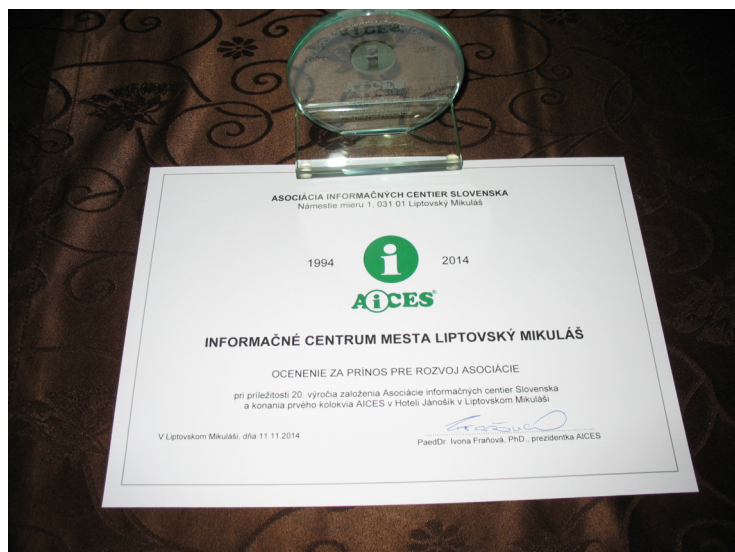 AiCES
ASOCIÁCIA INFORMAČNÝCH CENTIER SLOVENSKA
Námestie mieru 1, 031 01 Liptovský Mikuláš
1994 i 2014
AiCES
INFORMAČNÉ CENTRUM MESTA LIPTOVSKÝ MIKULÁŠ
OCENENIE ZA PRÍNOS PRE ROZVOJ ASOCIÁCIE
pri príležitosti 20. výročia založenia Asociácie informačných centier Slovenska
a konania prvého kolokvia AICES v Hoteli Jánošík v Liptovskom Mikuláši
V Liptovskom Mikuláši, dňa 11.11.2014
PaedDr. Ivona Fraňová, PhD., prezidentka AICES